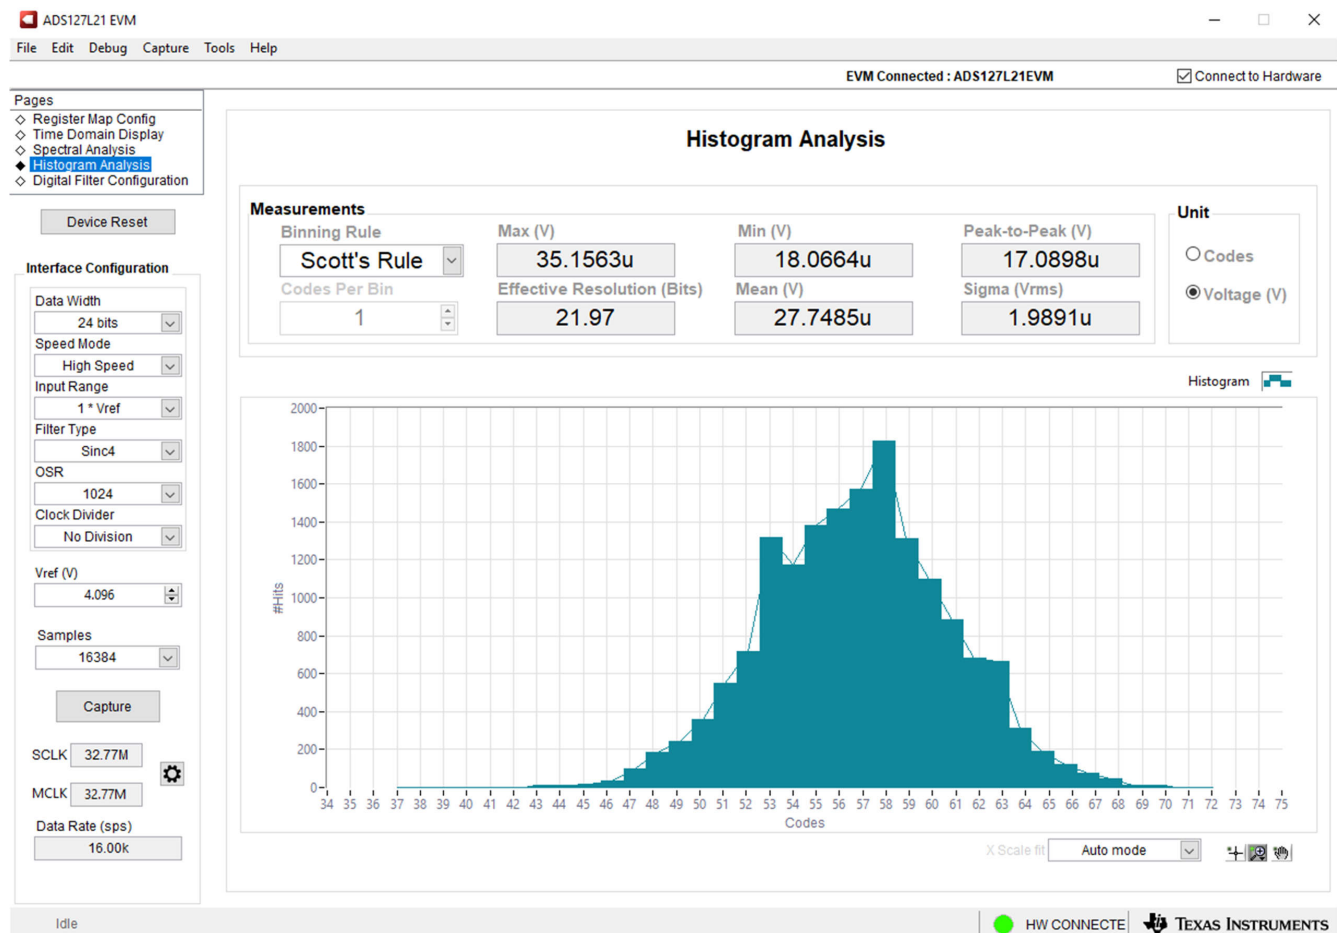 ADS127L21 EVM
File Edit Debug Capture Tools Help
EVM Connected : ADS127L21EVM
Connect to Hardware
Pages
Register Map Config
Time Domain Display
Spectral Analysis
Histogram Analysis
Digital Filter Configuration
Device Reset
Interface Configuration
Data Width
24 bits
Speed Mode
High Speed
Input Range
1 * Vref
Filter Type
Sinc4
OSR
1024
Clock Divider
No Division
Vref (V)
4.096
Samples
16384
Capture
SCLK 32.77M
MCLK 32.77M
Data Rate (sps)
16.00k
Histogram Analysis
Measurements
Binning Rule
Scott's Rule
Codes Per Bin
1
Max (V)
35.1563u
Effective Resolution (Bits)
21.97
Min (V)
18.0664u
Mean (V)
27.7485u
Peak-to-Peak (V)
17.0898u
Sigma (Vrms)
1.9891u
Unit
Codes
Voltage (V)
Histogram
2000
1800
1600
1400
1200
1000
800
600
400
200
0
#Hits
34 35 36 37 38 39 40 41 42 43 44 45 46 47 48 49 50 51 52 53 54 55 56 57 58 59 60 61 62 63 64 65 66 67 68 69 70 71 72 73 74 75
Codes
X Scale fit Auto mode
Idle
HW CONNECTE
TEXAS INSTRUMENTS